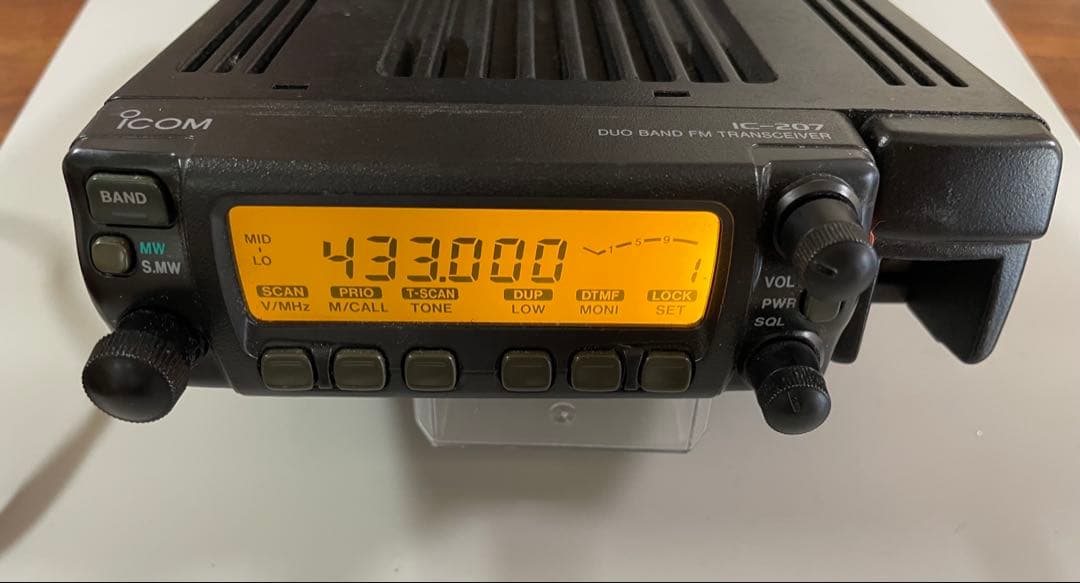 ICOM
IC-207
DUO BAND FM TRANSCEIVER
BAND
MW
S.MW
MID
LO
433.000
1 5 9
1
SCAN PRIO T-SCAN DUP DTMF LOCK
V/MHz M/CALL TONE LOW MONI SET
VOL
PWR
SQL